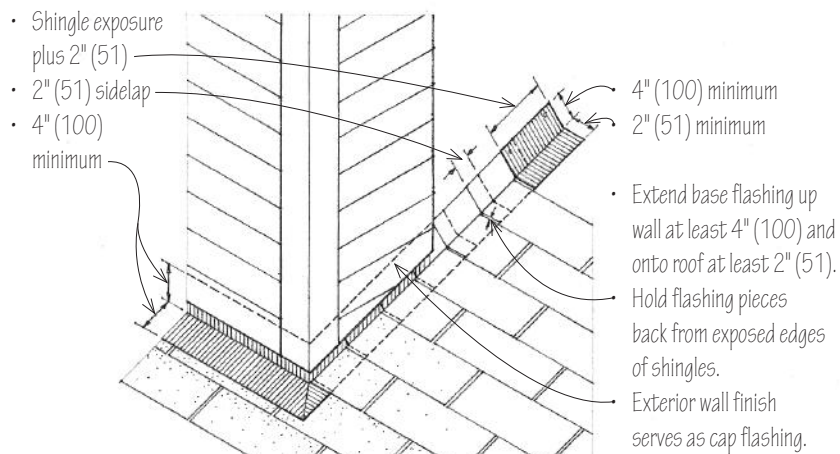 • Shingle exposure
plus 2" (51)
• 2" (51) sidelap
• 4" (100)
minimum
• 4" (100) minimum
• 2" (51) minimum
• Extend base flashing up
wall at least 4" (100) and
onto roof at least 2" (51).
• Hold flashing pieces
back from exposed edges
of shingles.
• Exterior wall finish
serves as cap flashing.